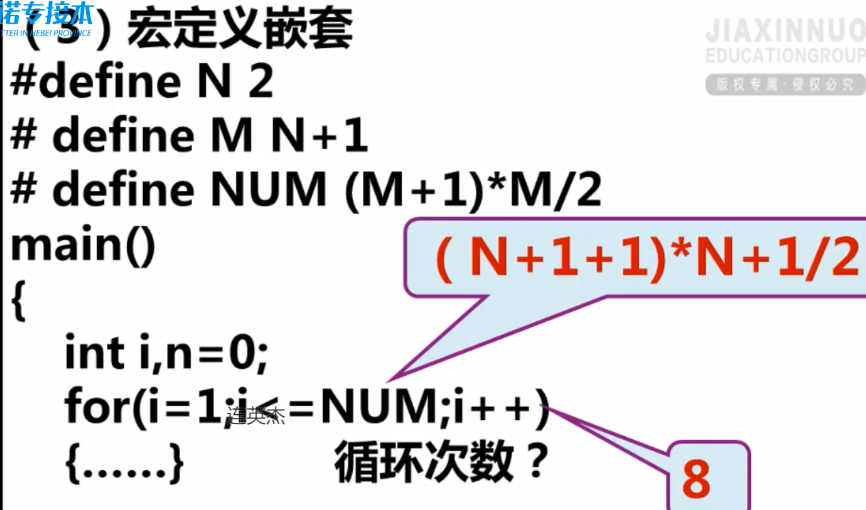 诺专接本
TTER IN HEBEI PROVINCE
（3）宏定义嵌套
JIAXINNUO
EDUCATIONGROUP
版权专属·侵权必究
#define N 2
# define M N+1
# define NUM (M+1)*M/2
main()
( N+1+1)*N+1/2
{
int i,n=0;
for(i=1;i<=NUM;i++)
连英杰
{……}
循环次数？
8